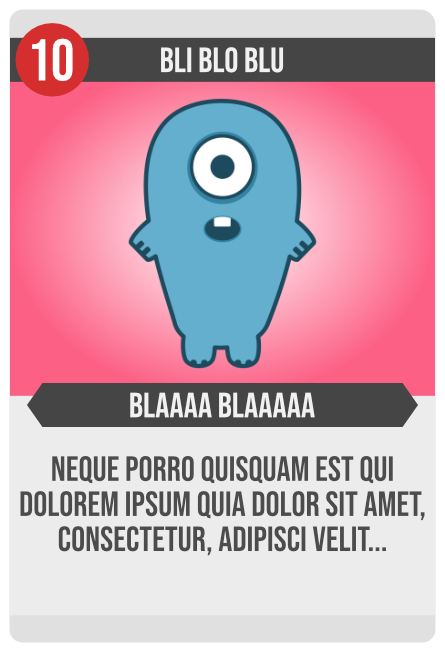 10
BLI BLO BLU
BLAAAA BLAAAAA
NEQUE PORRO QUISQUAM EST QUI
DOLOREM IPSUM QUIA DOLOR SIT AMET,
CONSECTETUR, ADIPISCI VELIT...